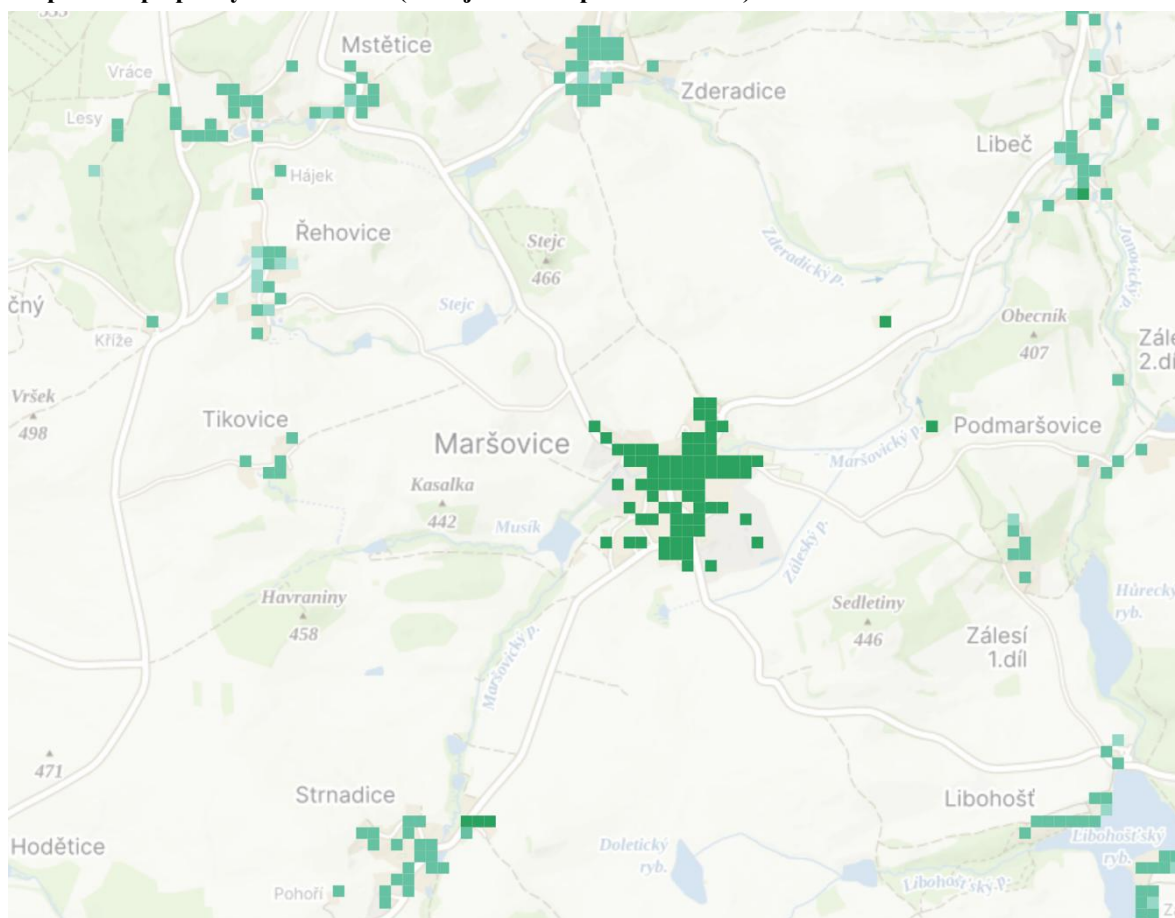 Mstětice
Vráce
Zderadice
Lesy
Libeč
Hájek
Řehovice
Stejc
466
Zderadický p.
Janovický p.
čný
Stejc
Obecník
407
Kříže
Zále
2.dí
Vršek
498
Tikovice
Maršovice
Podmaršovice
Maršovický p.
Kasalka
442
Musík
Záleský p.
Havraniny
458
Sedletiny
446
Hůrecký
ryb.
Zálesí
1.díl
Maršovický p.
471
Strnadice
Libohošť
Hodětice
Doletický
ryb.
Libohošťský
ryb.
Pohoří
Libohošťský p.